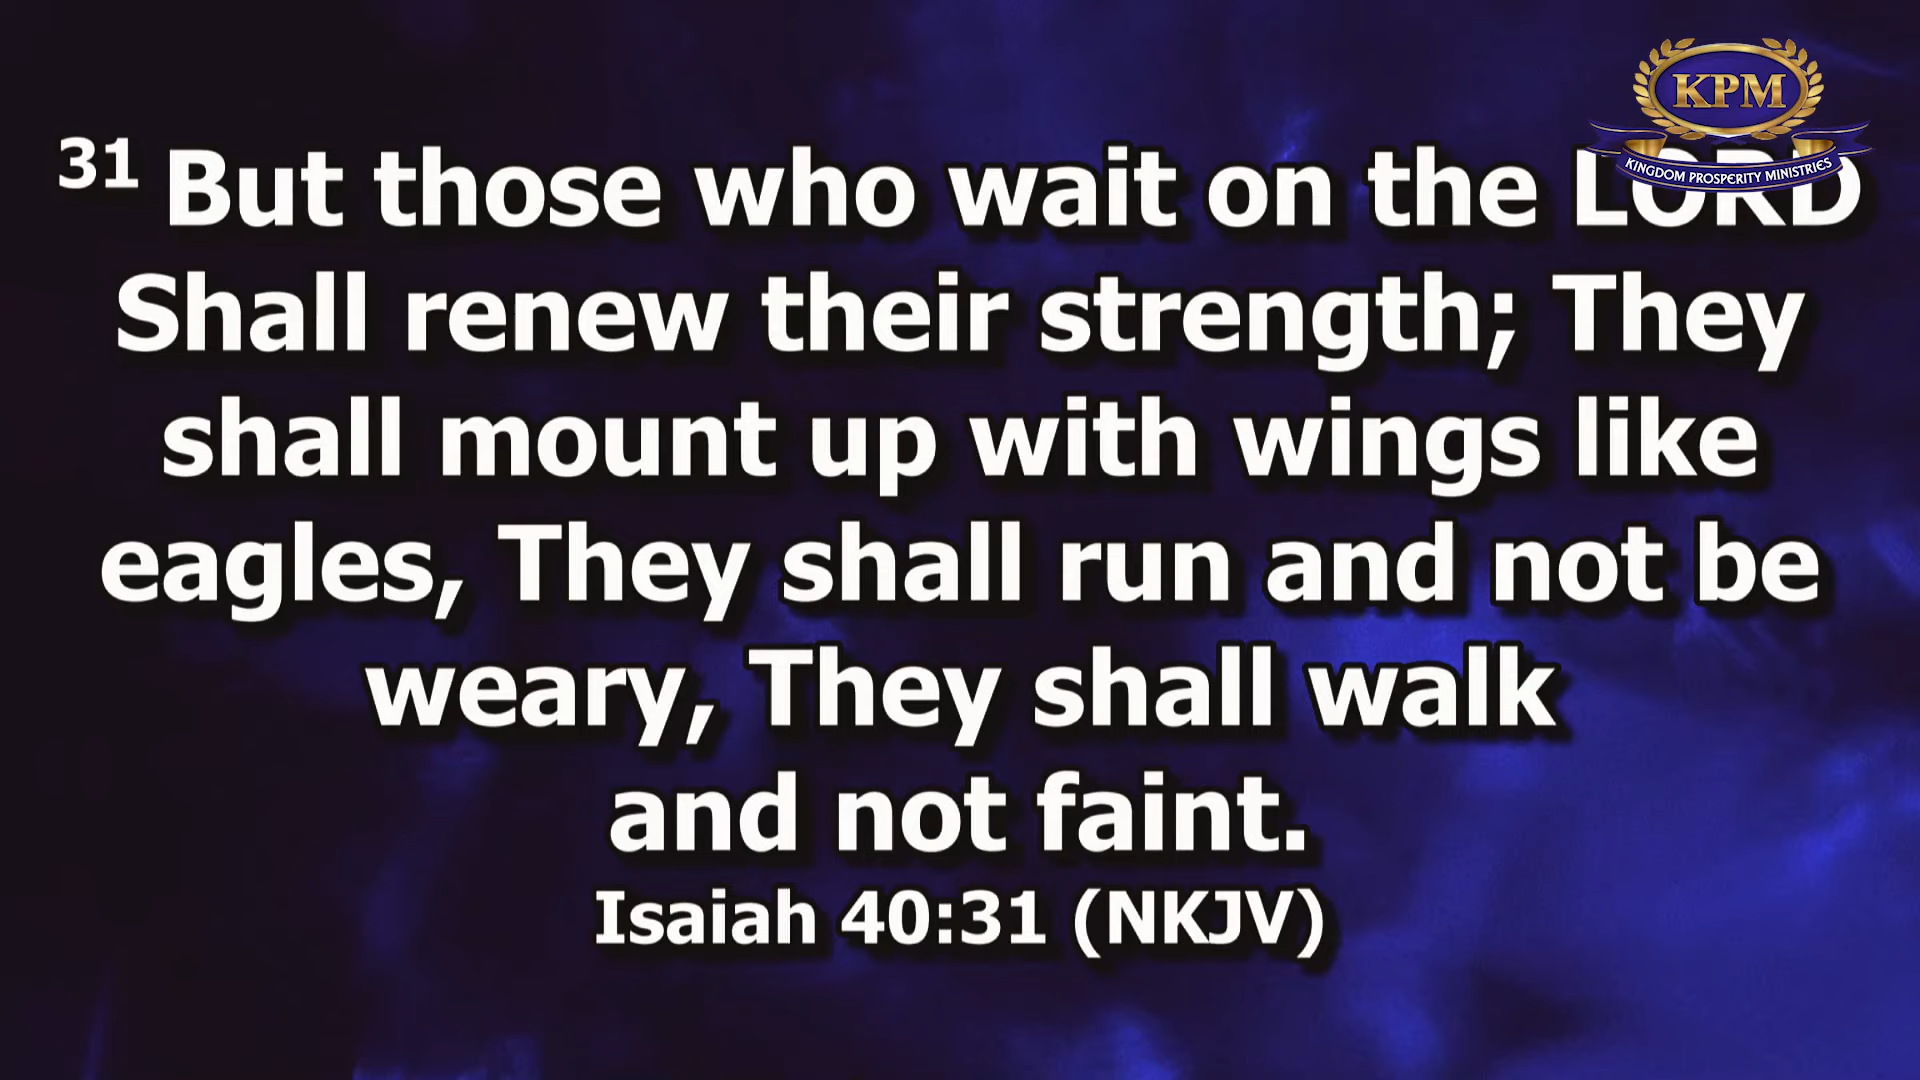 KPM
KINGDOM PROSPERITY MINISTRIES
31 But those who wait on the LORD
Shall renew their strength; They
shall mount up with wings like
eagles, They shall run and not be
weary, They shall walk
and not faint.
Isaiah 40:31 (NKJV)